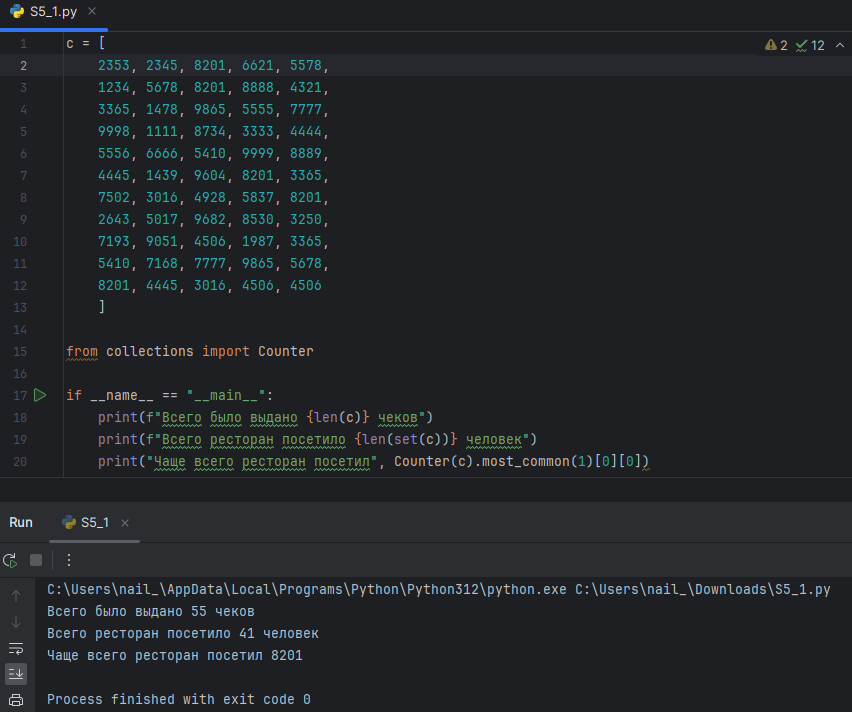 S5_1.py ×
1 c = [ 2 12
2 2353, 2345, 8201, 6621, 5578,
3 1234, 5678, 8201, 8888, 4321,
4 3365, 1478, 9865, 5555, 7777,
5 9998, 1111, 8734, 3333, 4444,
6 5556, 6666, 5410, 9999, 8889,
7 4445, 1439, 9604, 8201, 3365,
8 7502, 3016, 4928, 5837, 8201,
9 2643, 5017, 9682, 8530, 3250,
10 7193, 9051, 4506, 1987, 3365,
11 5410, 7168, 7777, 9865, 5678,
12 8201, 4445, 3016, 4506, 4506
13 ]
14
15 from collections import Counter
16
17 if __name__ == "__main__":
18 print(f"Всего было выдано {len(c)} чеков")
19 print(f"Всего ресторан посетило {len(set(c))} человек")
20 print("Чаще всего ресторан посетил", Counter(c).most_common(1)[0][0])
Run S5_1 ×
C:\Users\nail_\AppData\Local\Programs\Python\Python312\python.exe C:\Users\nail_\Downloads\S5_1.py
Всего было выдано 55 чеков
Всего ресторан посетило 41 человек
Чаще всего ресторан посетил 8201
Process finished with exit code 0